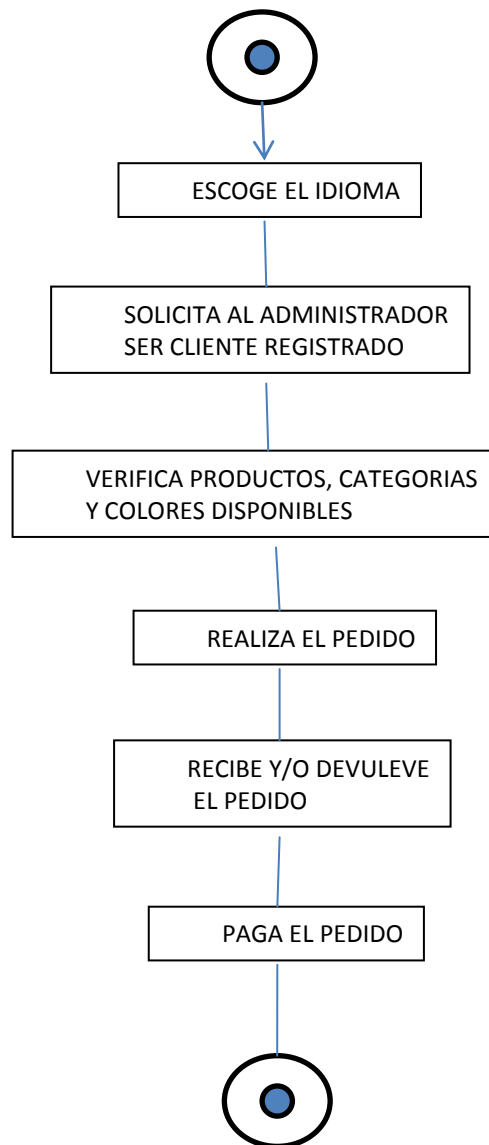 ESCOGE EL IDIOMA
SOLICITA AL ADMINISTRADOR
SER CLIENTE REGISTRADO
VERIFICA PRODUCTOS, CATEGORIAS
Y COLORES DISPONIBLES
REALIZA EL PEDIDO
RECIBE Y/O DEVULEVE
EL PEDIDO
PAGA EL PEDIDO